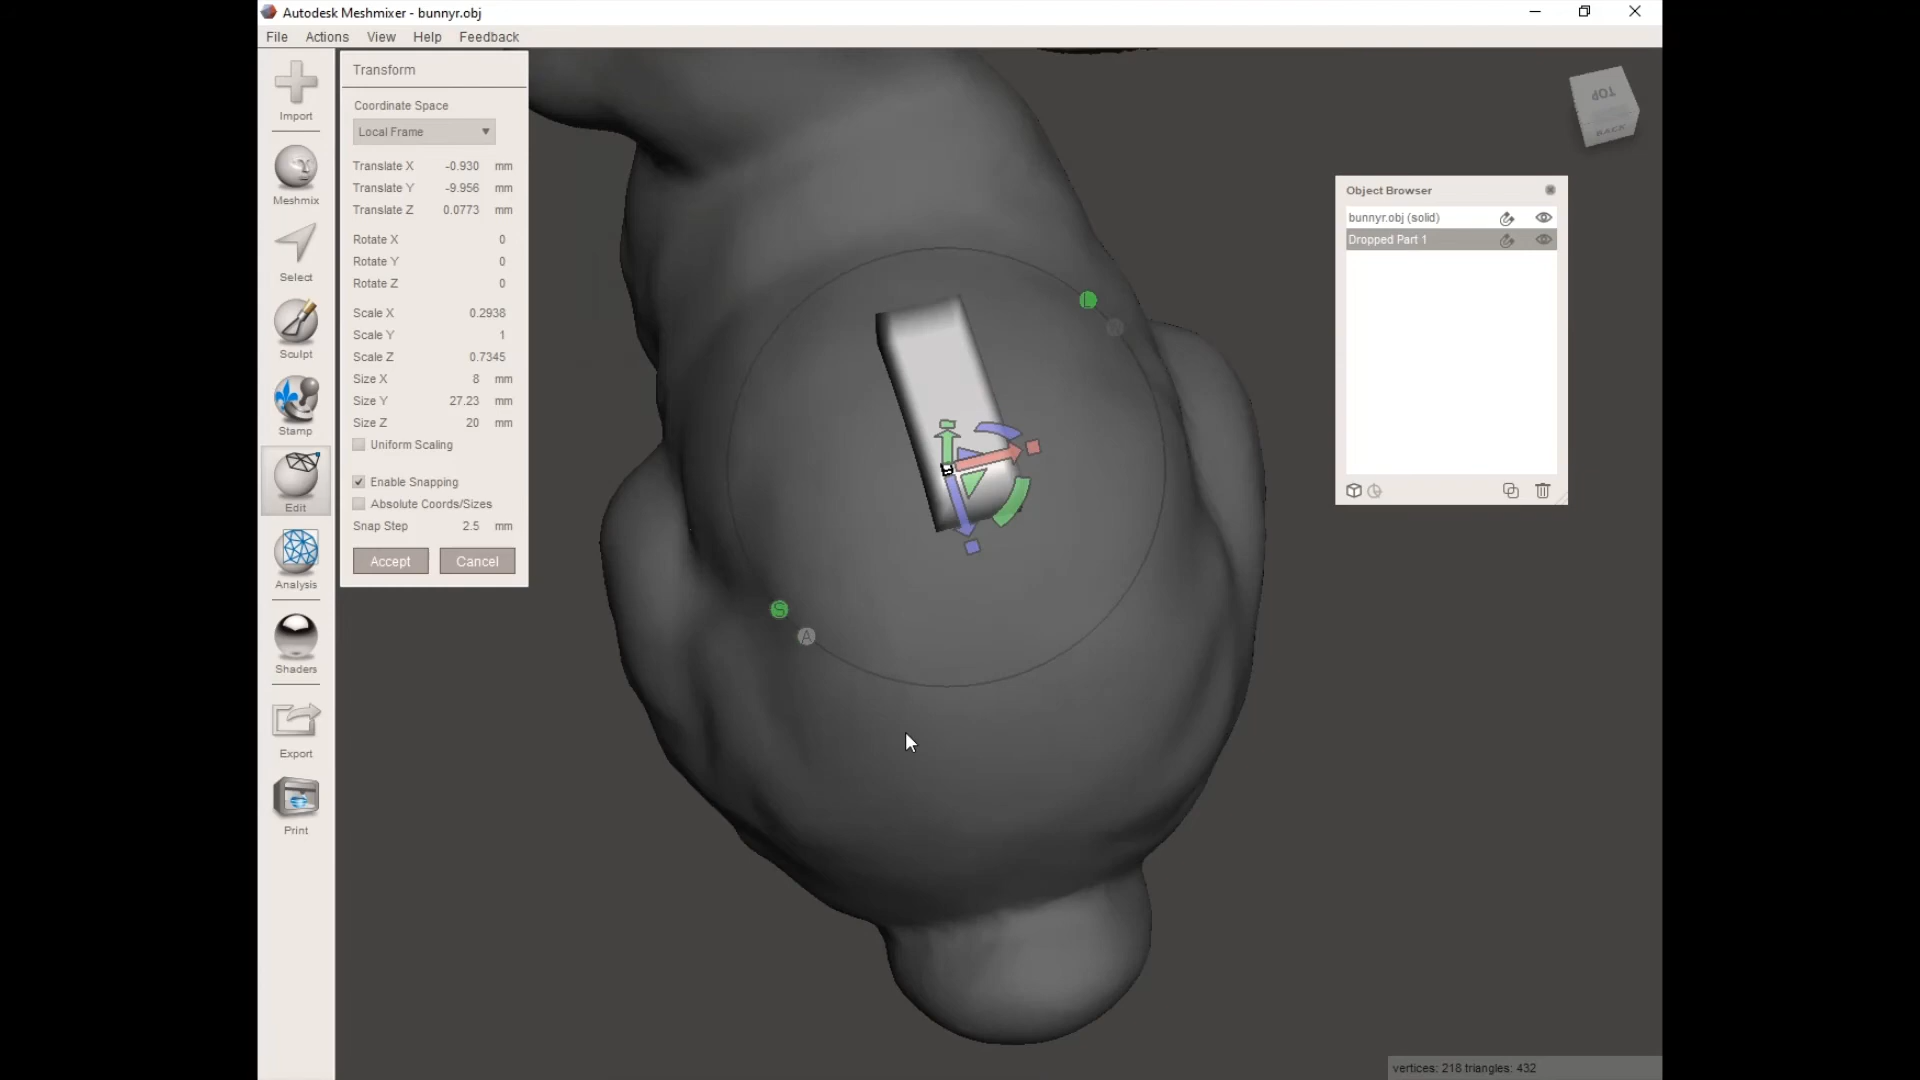 Autodesk Meshmixer - bunnyr.obj
File Actions View Help Feedback
Import
Meshmix
Select
Sculpt
Stamp
Edit
Analysis
Shaders
Export
Print
Transform
Coordinate Space
Local Frame
Translate X -0.930 mm
Translate Y -9.956 mm
Translate Z 0.0773 mm
Rotate X 0
Rotate Y 0
Rotate Z 0
Scale X 0.2938
Scale Y 1
Scale Z 0.7345
Size X 8 mm
Size Y 27.23 mm
Size Z 20 mm
Uniform Scaling
Enable Snapping
Absolute Coords/Sizes
Snap Step 2.5 mm
Accept Cancel
L
S
A
TOP
BACK
Object Browser
bunnyr.obj (solid)
Dropped Part 1
vertices: 218 triangles: 432